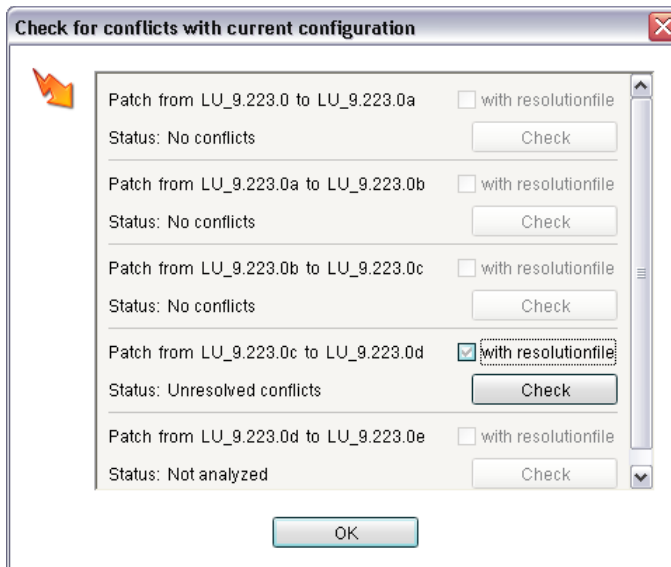 Check for conflicts with current configuration
Patch from LU_9.223.0 to LU_9.223.0a with resolutionfile
Status: No conflicts Check
Patch from LU_9.223.0a to LU_9.223.0b with resolutionfile
Status: No conflicts Check
Patch from LU_9.223.0b to LU_9.223.0c with resolutionfile
Status: No conflicts Check
Patch from LU_9.223.0c to LU_9.223.0d with resolutionfile
Status: Unresolved conflicts Check
Patch from LU_9.223.0d to LU_9.223.0e with resolutionfile
Status: Not analyzed Check
OK